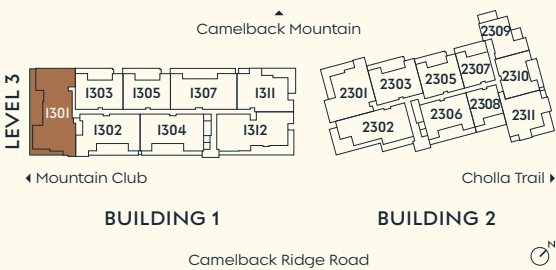 Camelback Mountain
LEVEL 3
1301
1303
1305
1307
1311
1302
1304
1312
2309
2301
2303
2305
2307
2310
2302
2306
2308
2311
Mountain Club
Cholla Trail
BUILDING 1
BUILDING 2
Camelback Ridge Road
N